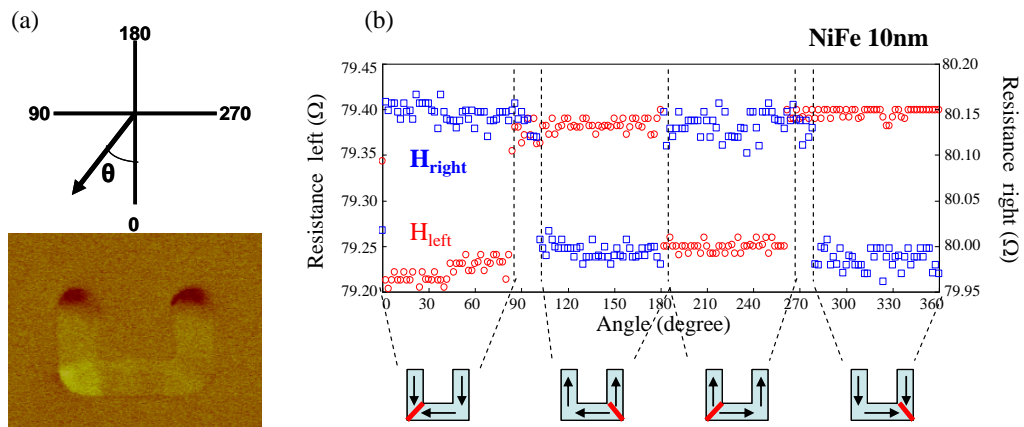 (a)
180
90
270
θ
0
(b)
NiFe 10nm
79.45
79.40
79.35
79.30
79.25
79.20
Resistance left (Ω)
80.20
80.15
80.10
80.05
80.00
79.95
Resistance right (Ω)
H_right
H_left
0 30 60 90 120 150 180 210 240 270 300 330 360
Angle (degree)